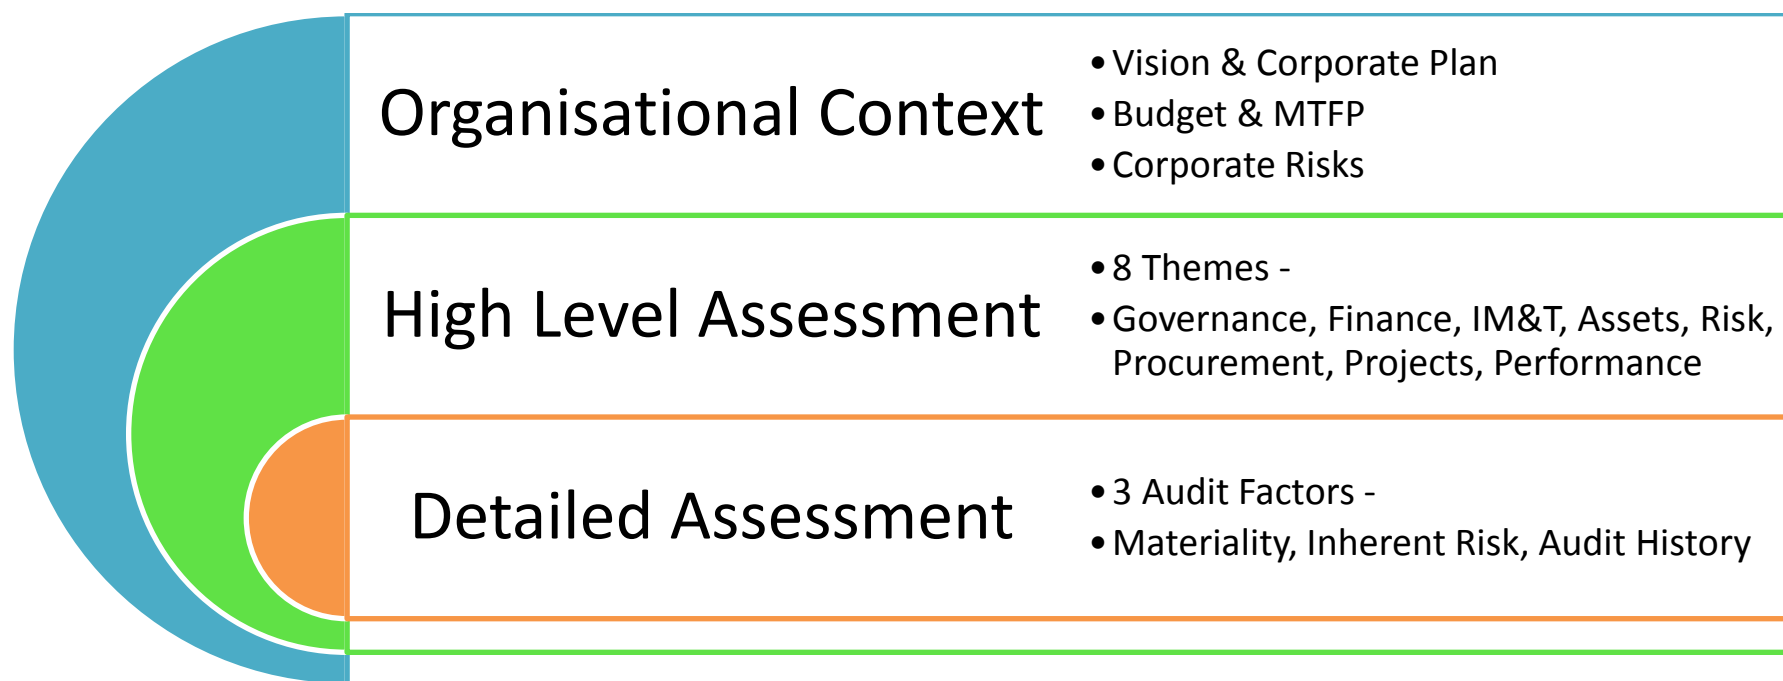 Organisational Context
• Vision & Corporate Plan
• Budget & MTFP
• Corporate Risks
High Level Assessment
• 8 Themes -
• Governance, Finance, IM&T, Assets, Risk,
Procurement, Projects, Performance
Detailed Assessment
• 3 Audit Factors -
• Materiality, Inherent Risk, Audit History